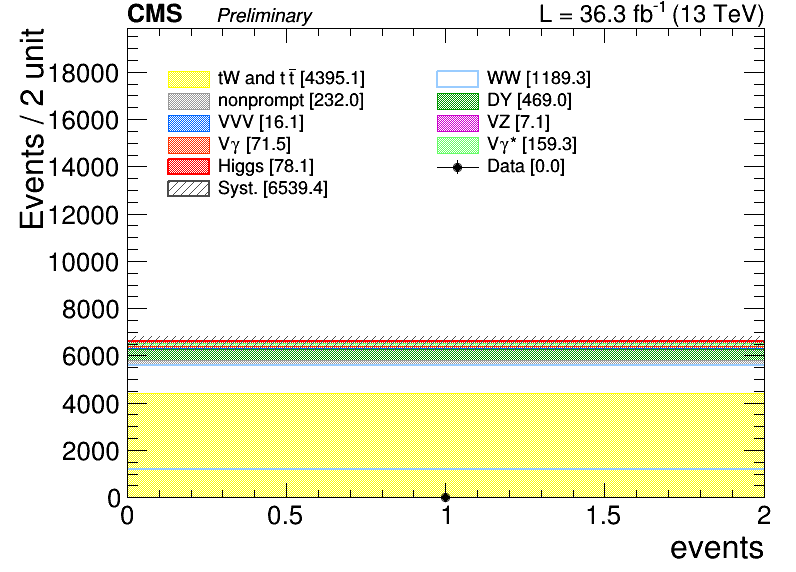 CMS Preliminary L = 36.3 fb⁻¹ (13 TeV)
Events / 2 unit
18000
16000
14000
12000
10000
8000
6000
4000
2000
0
tW and tt̅ [4395.1]
nonprompt [232.0]
VVV [16.1]
Vγ [71.5]
Higgs [78.1]
Syst. [6539.4]
WW [1189.3]
DY [469.0]
VZ [7.1]
Vγ* [159.3]
Data [0.0]
0 0.5 1 1.5 2
events